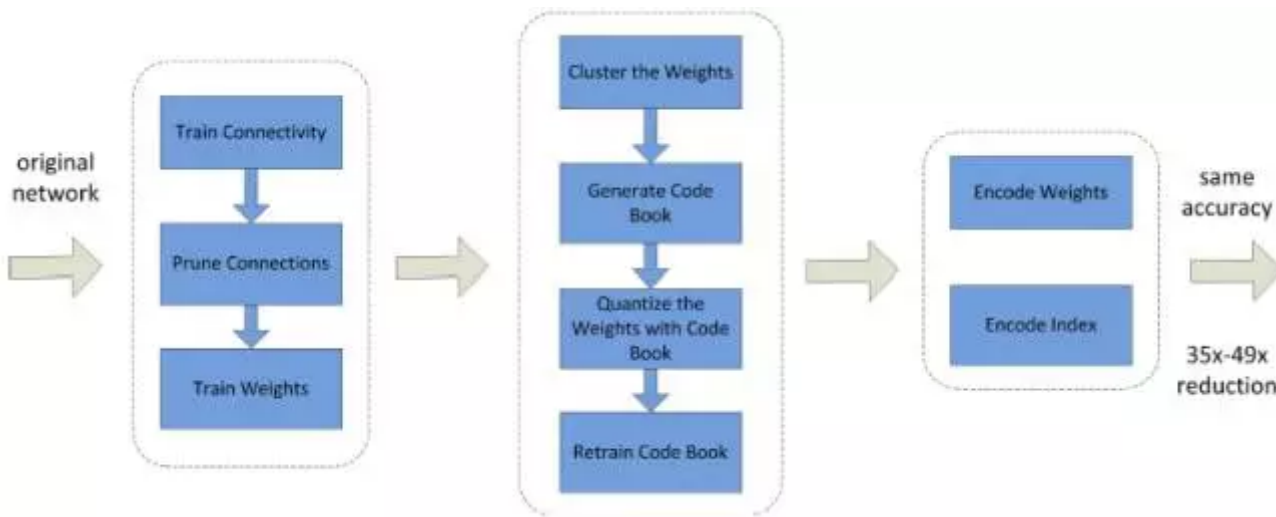 original
network
Train Connectivity
Prune Connections
Train Weights
Cluster the Weights
Generate Code
Book
Quantize the
Weights with Code
Book
Retrain Code Book
Encode Weights
Encode Index
same
accuracy
35x-49x
reduction